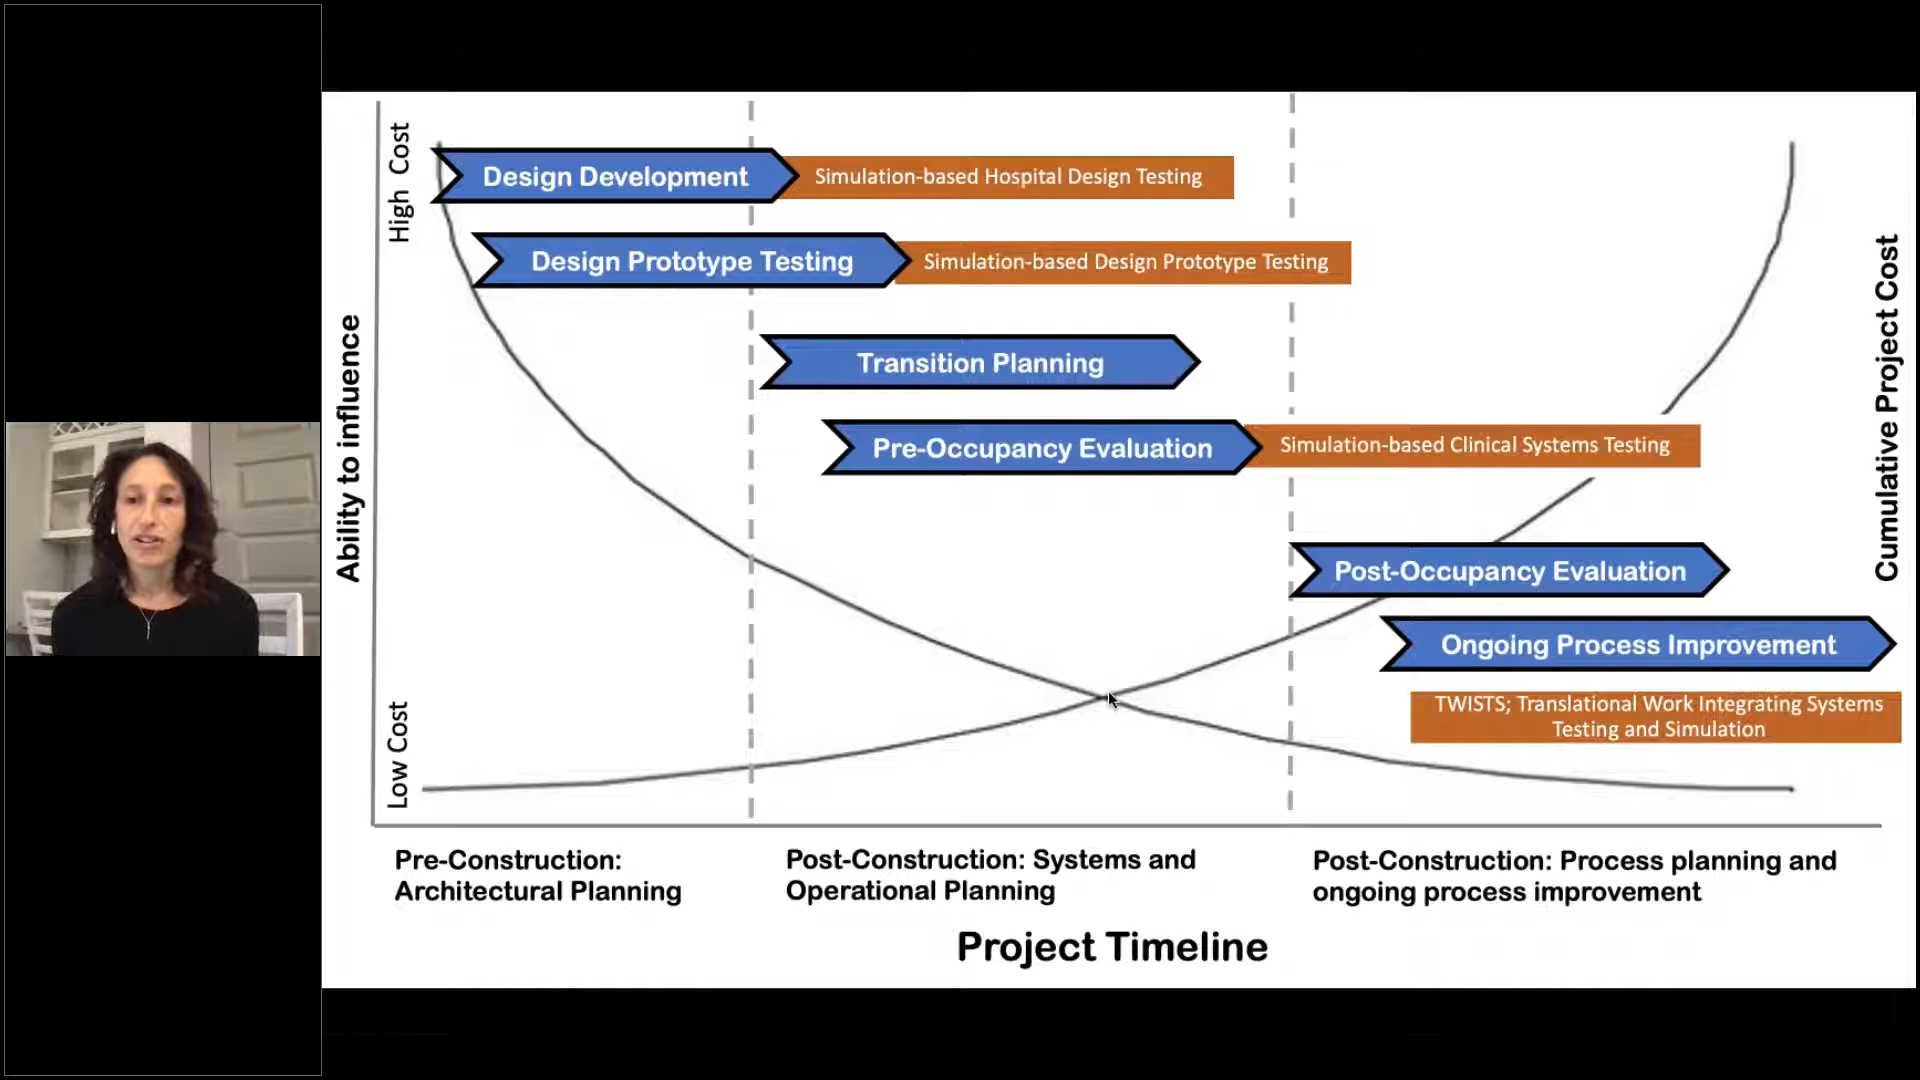 High Cost
Design Development
Simulation-based Hospital Design Testing
Design Prototype Testing
Simulation-based Design Prototype Testing
Ability to influence
Transition Planning
Cumulative Project Cost
Pre-Occupancy Evaluation
Simulation-based Clinical Systems Testing
Post-Occupancy Evaluation
Ongoing Process Improvement
TWISTS; Translational Work Integrating Systems
Testing and Simulation
Low Cost
Pre-Construction:
Architectural Planning
Post-Construction: Systems and
Operational Planning
Post-Construction: Process planning and
ongoing process improvement
Project Timeline